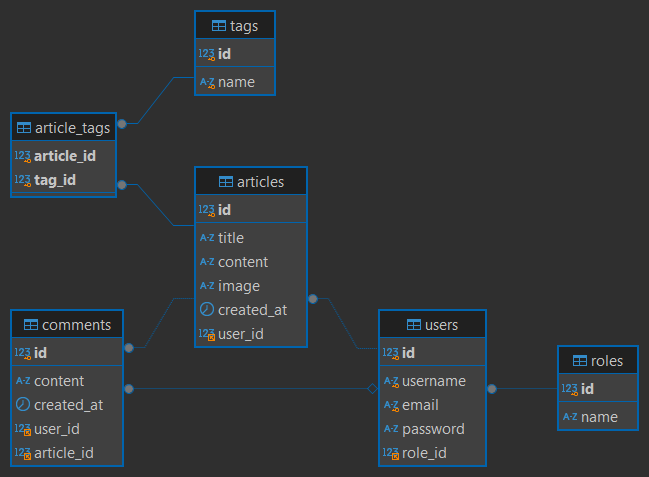 tags
123 id
A-Z name
article_tags
123 article_id
123 tag_id
articles
123 id
A-Z title
A-Z content
A-Z image
created_at
123 user_id
comments
123 id
A-Z content
created_at
123 user_id
123 article_id
users
123 id
A-Z username
A-Z email
A-Z password
123 role_id
roles
123 id
A-Z name